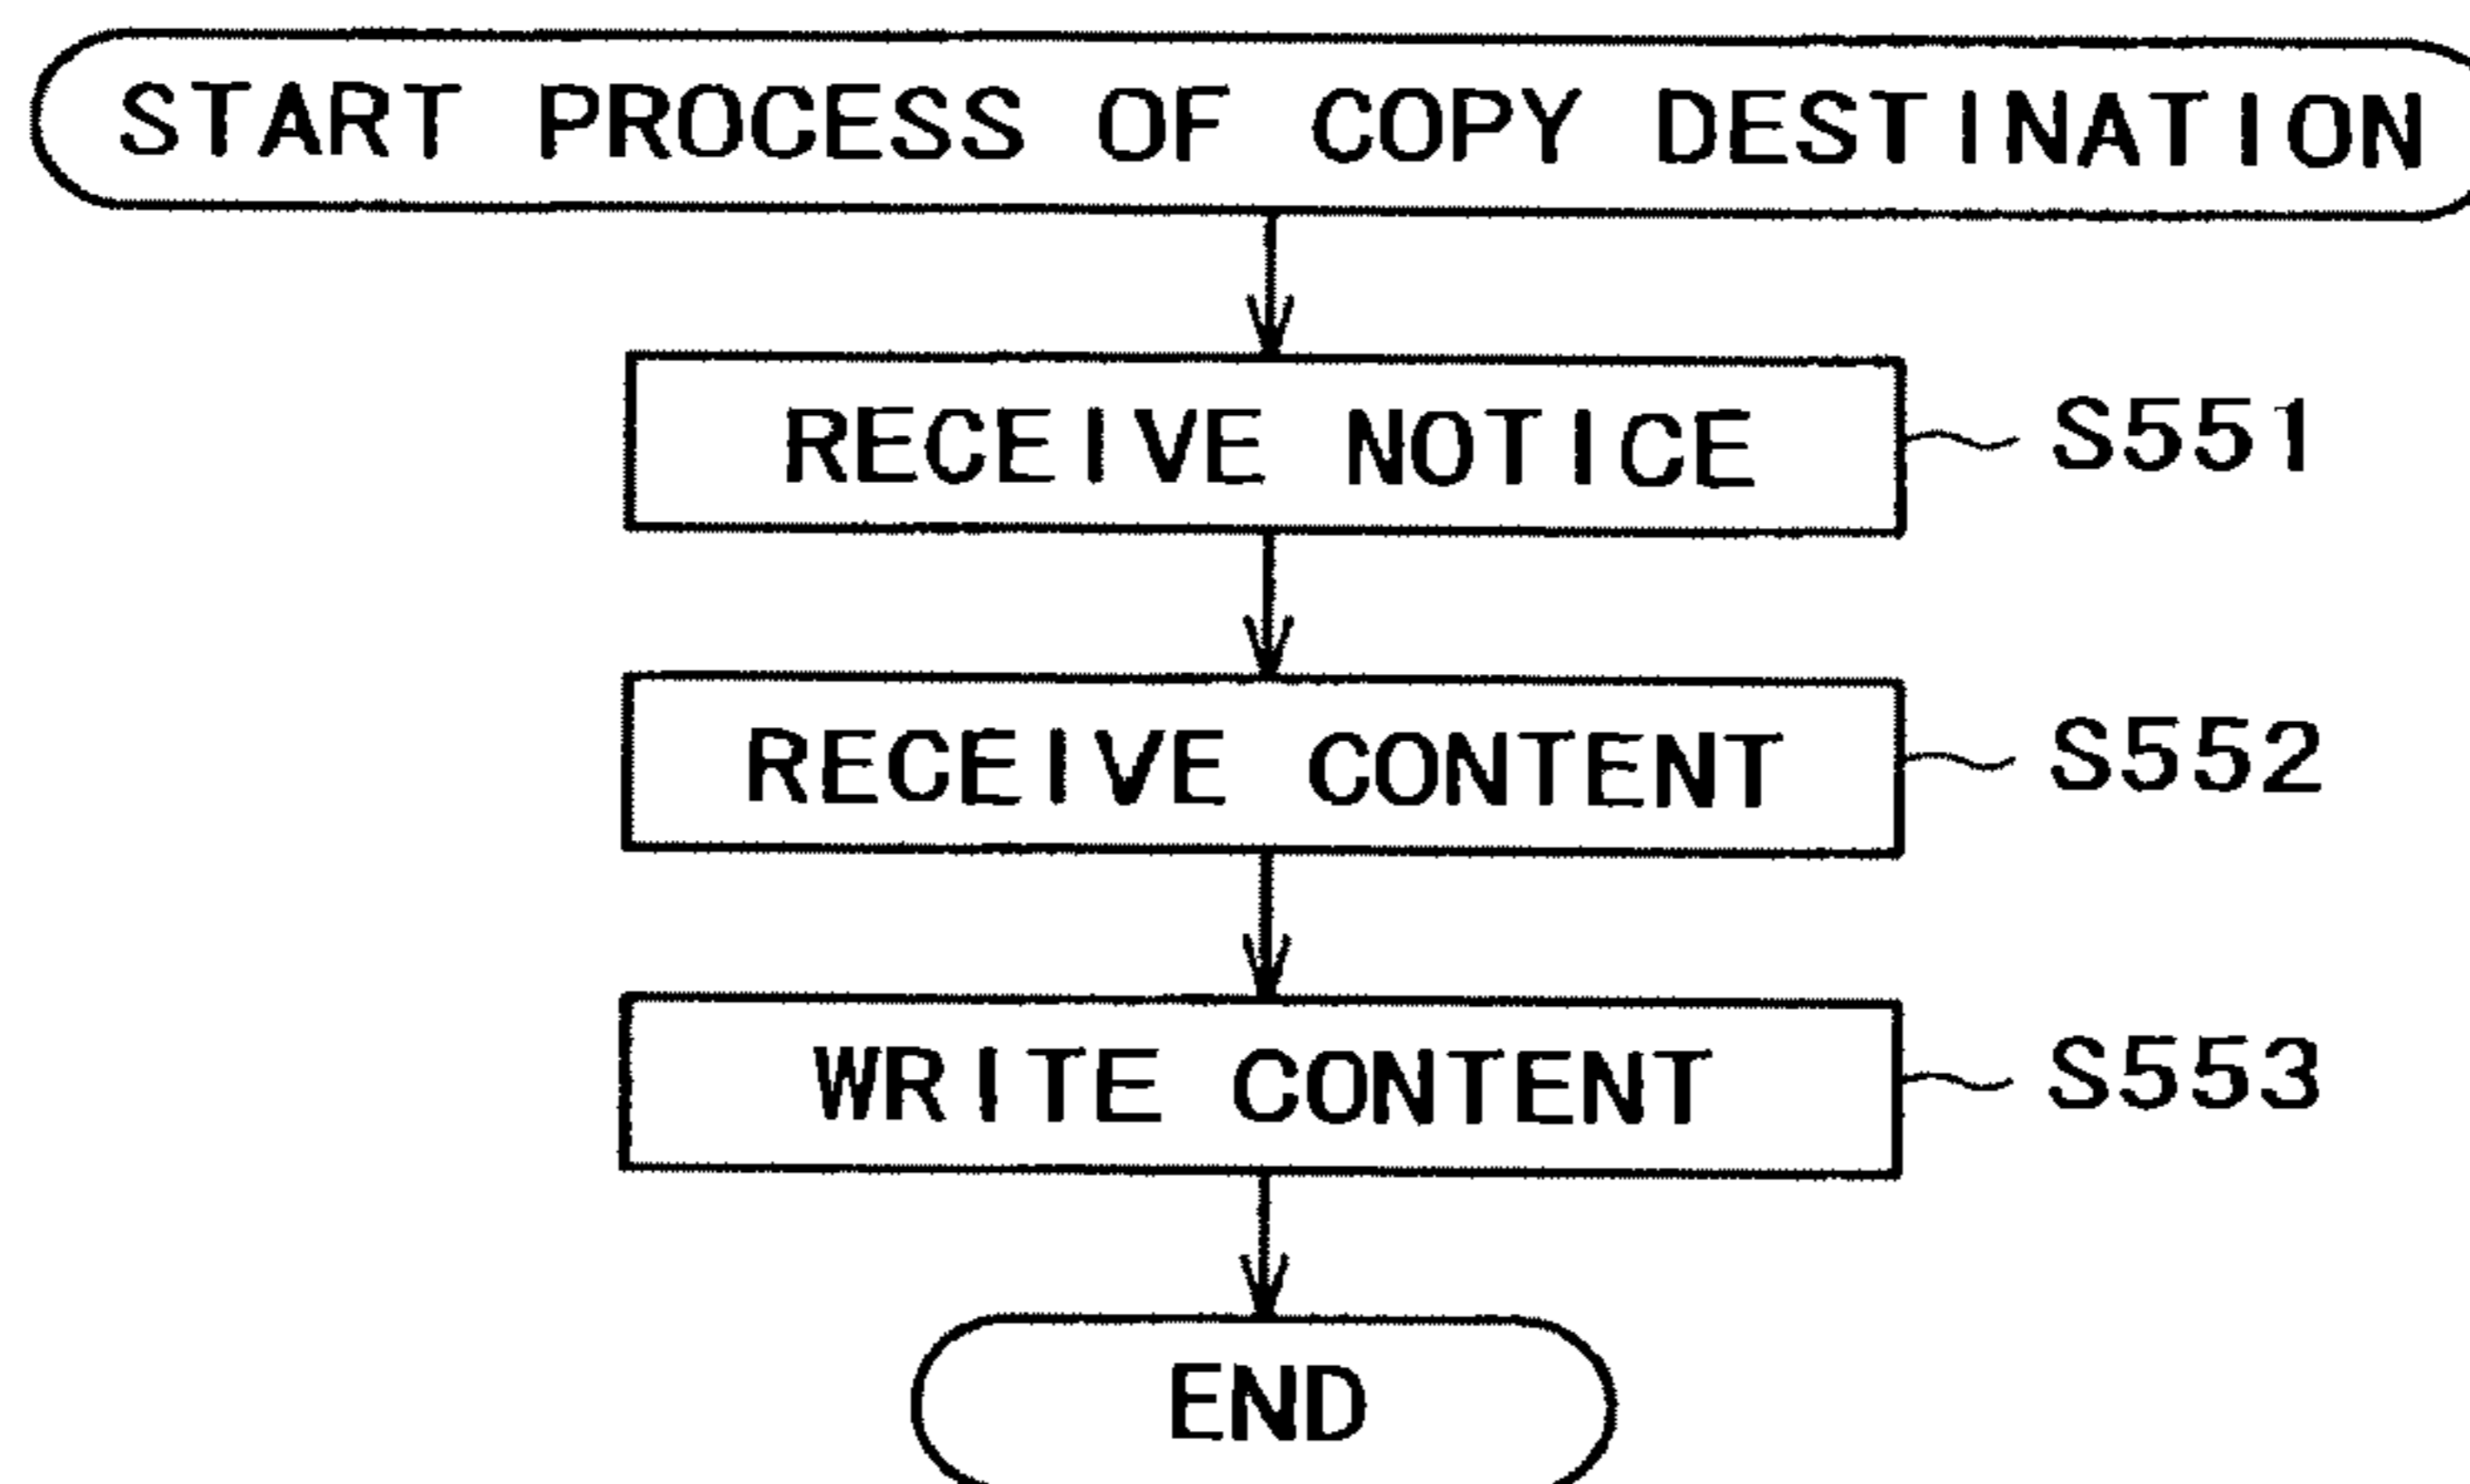 START PROCESS OF COPY DESTINATION
RECEIVE NOTICE S551
RECEIVE CONTENT S552
WRITE CONTENT S553
END